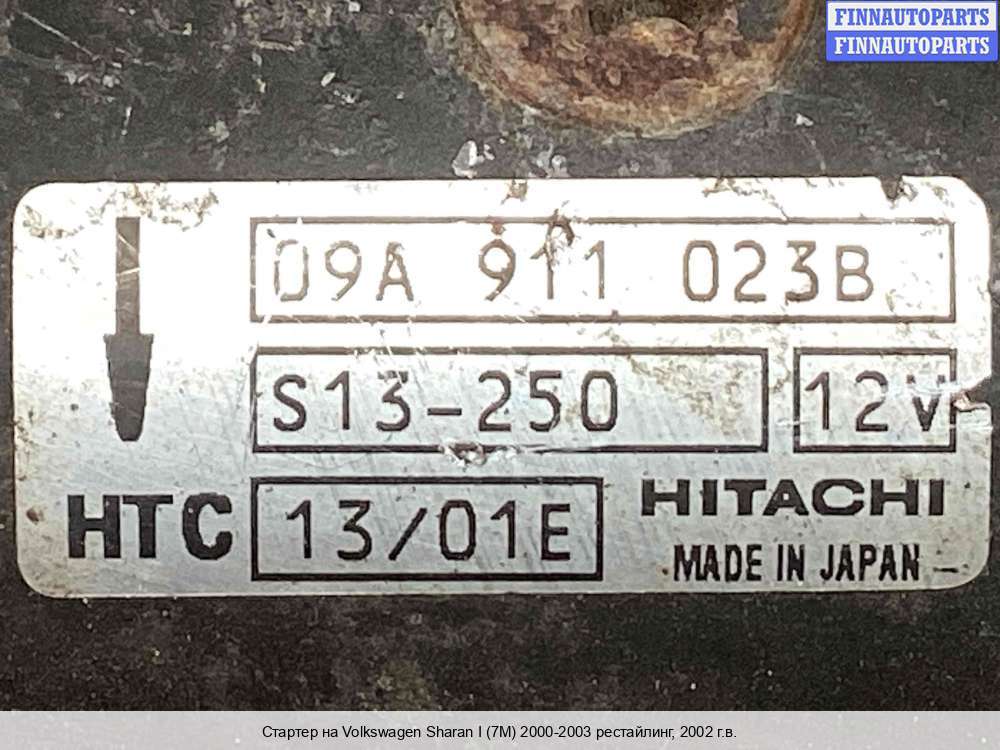 FINNAUTOPARTS
FINNAUTOPARTS
09A 911 023B
S13-250 12V
HTC 13/01E HITACHI
MADE IN JAPAN
Стартер на Volkswagen Sharan I (7M) 2000-2003 рестайлинг, 2002 г.в.